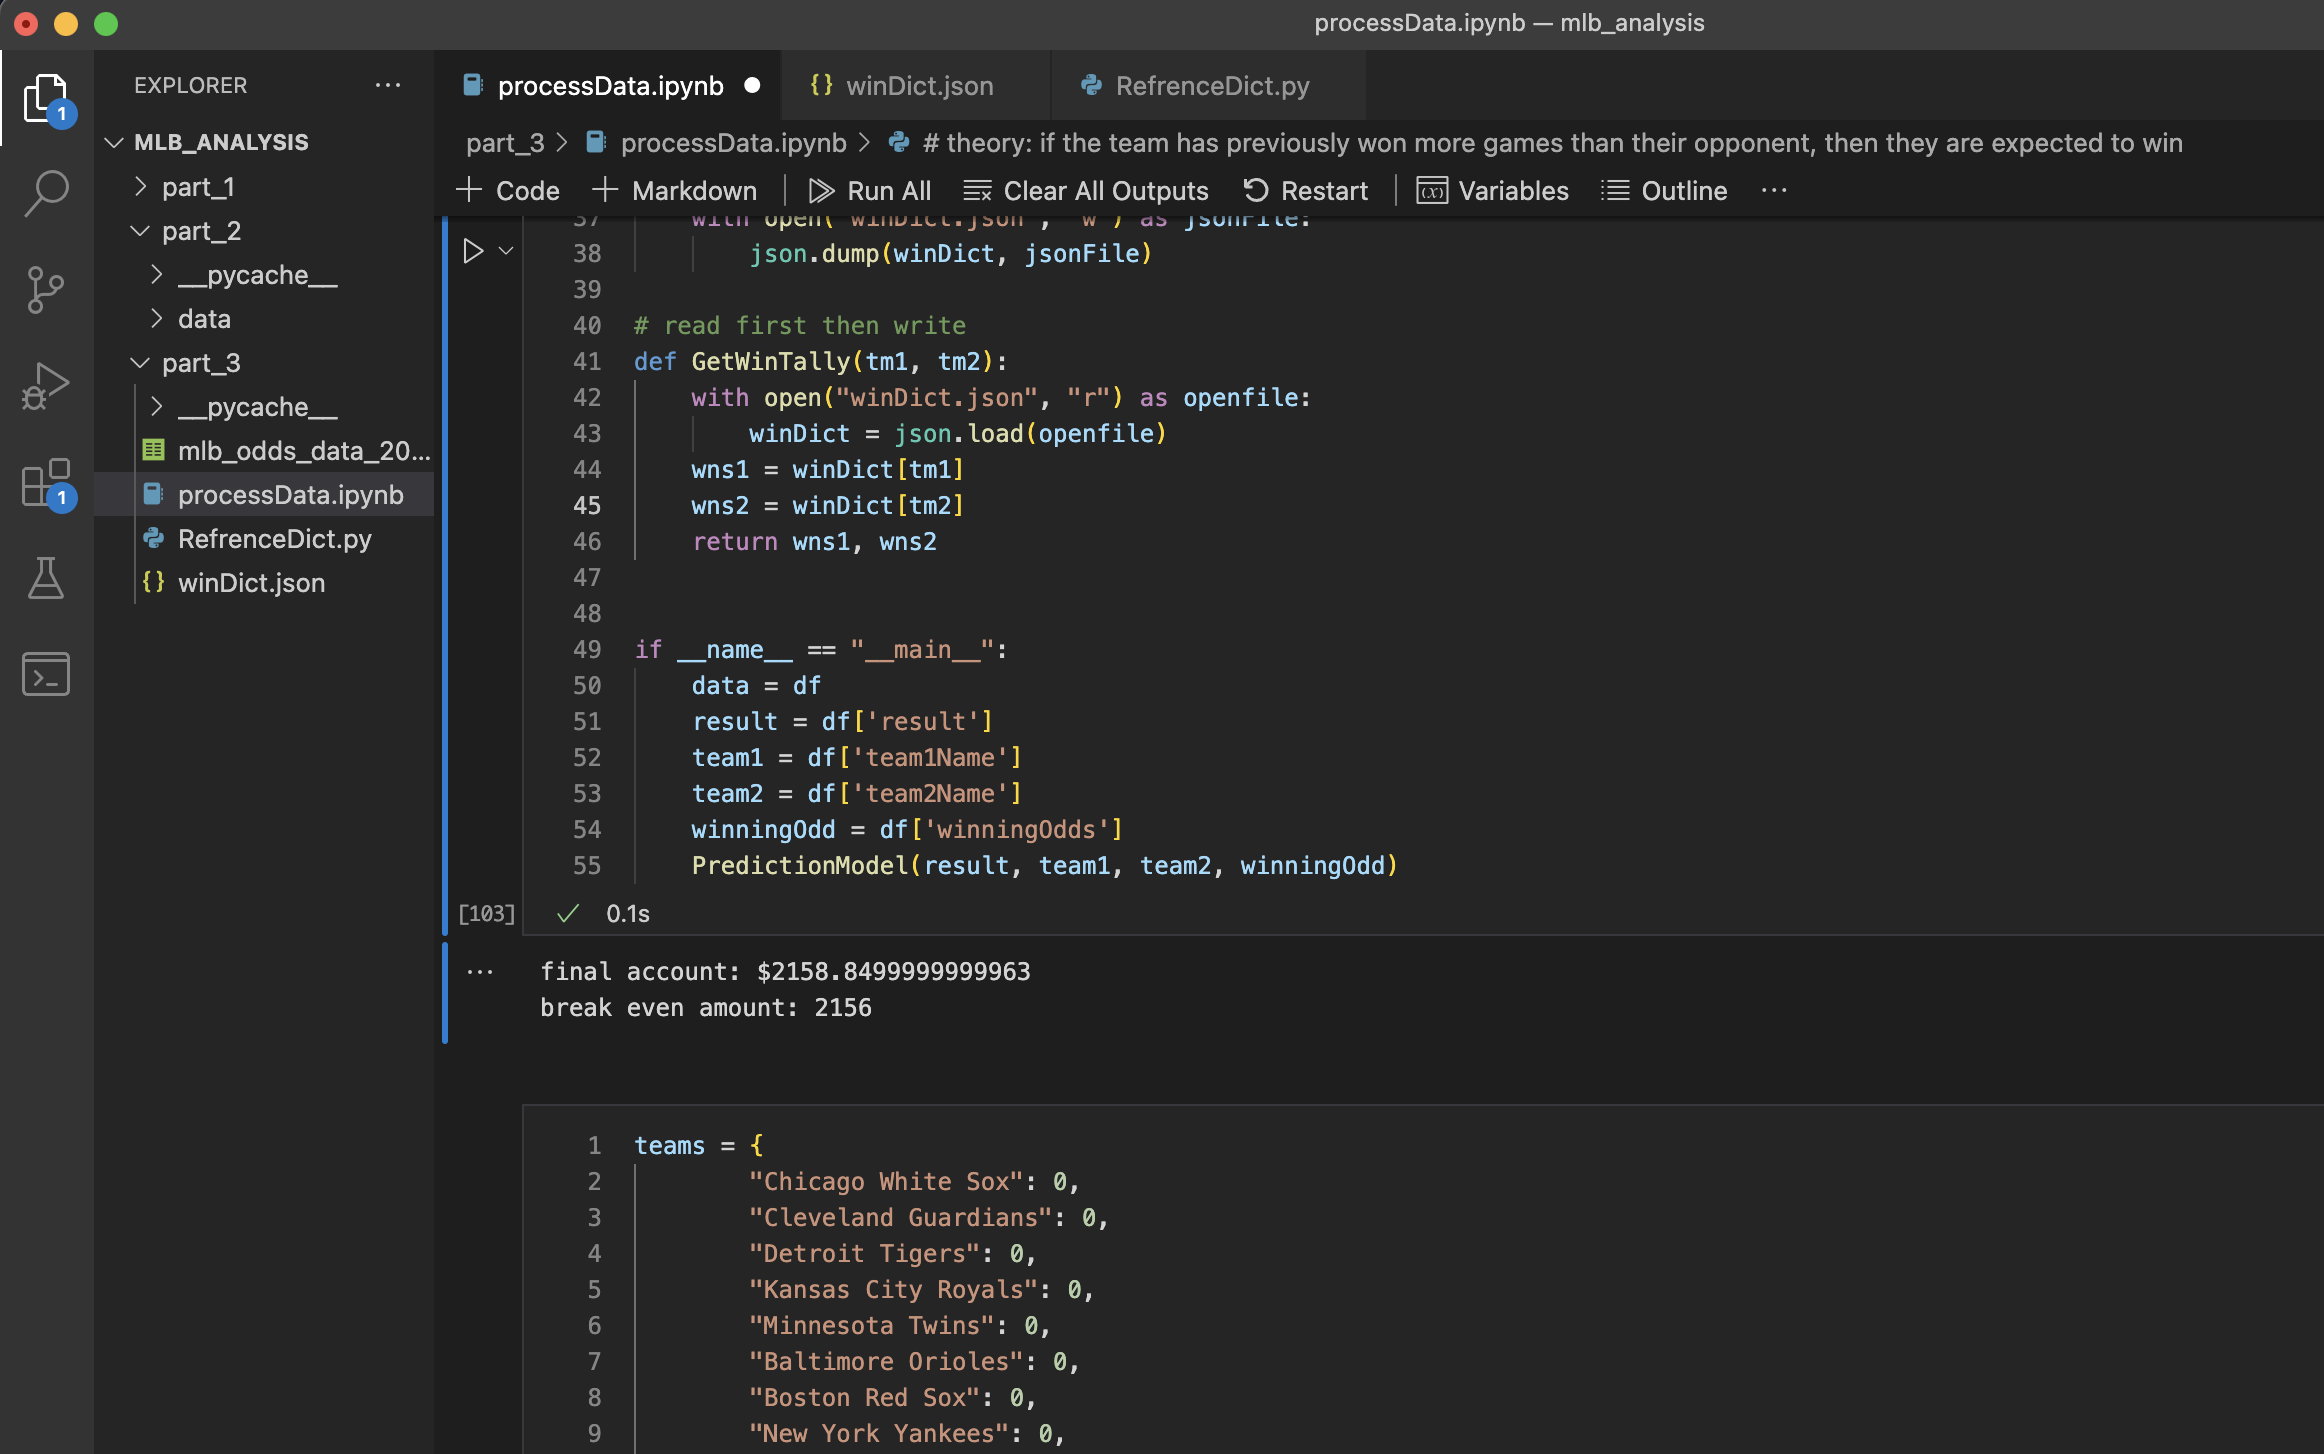 processData.ipynb — mlb_analysis
EXPLORER
1
1
MLB_ANALYSIS
part_1
part_2
__pycache__
data
part_3
__pycache__
mlb_odds_data_20...
processData.ipynb
RefrenceDict.py
{} winDict.json
processData.ipynb
{} winDict.json
RefrenceDict.py
part_3 > processData.ipynb > # theory: if the team has previously won more games than their opponent, then they are expected to win
+ Code + Markdown Run All Clear All Outputs Restart (x) Variables Outline ...
37 with open("winDict.json", "w") as jsonFile:
38 json.dump(winDict, jsonFile)
39
40 # read first then write
41 def GetWinTally(tm1, tm2):
42 with open("winDict.json", "r") as openfile:
43 winDict = json.load(openfile)
44 wns1 = winDict[tm1]
45 wns2 = winDict[tm2]
46 return wns1, wns2
47
48
49 if __name__ == "__main__":
50 data = df
51 result = df['result']
52 team1 = df['team1Name']
53 team2 = df['team2Name']
54 winningOdd = df['winningOdds']
55 PredictionModel(result, team1, team2, winningOdd)
[103] ✓ 0.1s
... final account: $2158.8499999999963
break even amount: 2156
1 teams = {
2 "Chicago White Sox": 0,
3 "Cleveland Guardians": 0,
4 "Detroit Tigers": 0,
5 "Kansas City Royals": 0,
6 "Minnesota Twins": 0,
7 "Baltimore Orioles": 0,
8 "Boston Red Sox": 0,
9 "New York Yankees": 0,